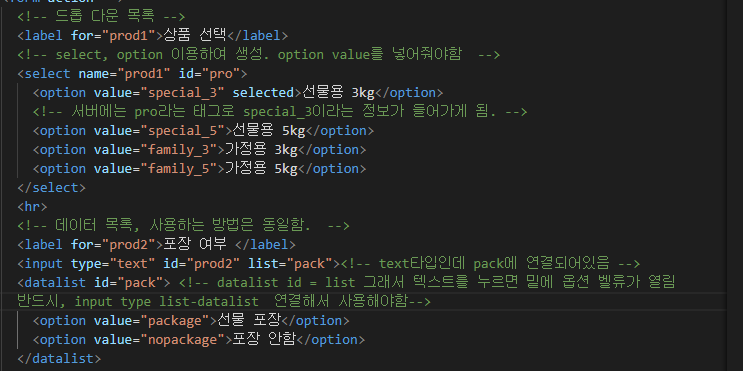 <!-- 드롭 다운 목록 -->
<label for="prod1">상품 선택</label>
<!-- select, option 이용하여 생성. option value를 넣어줘야함  -->
<select name="prod1" id="pro">
<option value="special_3" selected>선물용 3kg</option>
<!-- 서버에는 pro라는 태그로 special_3이라는 정보가 들어가게 됨. -->
<option value="special_5">선물용 5kg</option>
<option value="family_3">가정용 3kg</option>
<option value="family_5">가정용 5kg</option>
</select>
<hr>
<!-- 데이터 목록, 사용하는 방법은 동일함.  -->
<label for="prod2">포장 여부 </label>
<input type="text" id="prod2" list="pack"><!-- text타입인데 pack에 연결되어있음 -->
<datalist id="pack"> <!-- datalist id = list 그래서 텍스트를 누르면 밑에 옵션 벨류가 열림
반드시, input type list-datalist  연결해서 사용해야함-->
<option value="package">선물 포장</option>
<option value="nopackage">포장 안함</option>
</datalist>